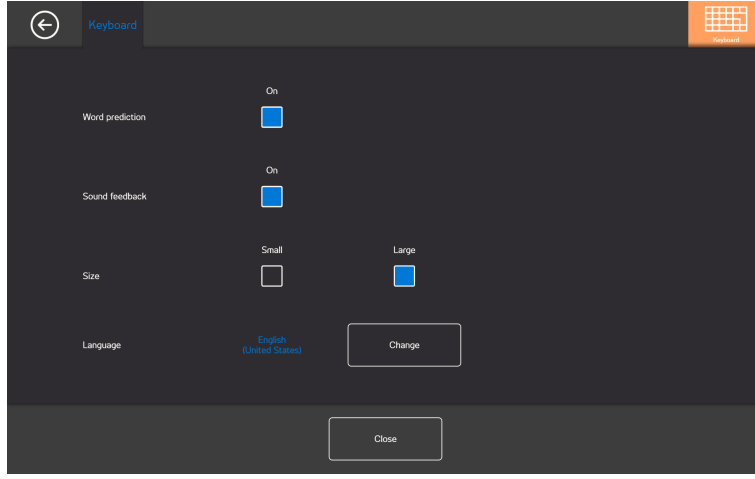 Keyboard
Keyboard
On
Word prediction
On
Sound feedback
Small Large
Size
Language
English
(United States)
Change
Close